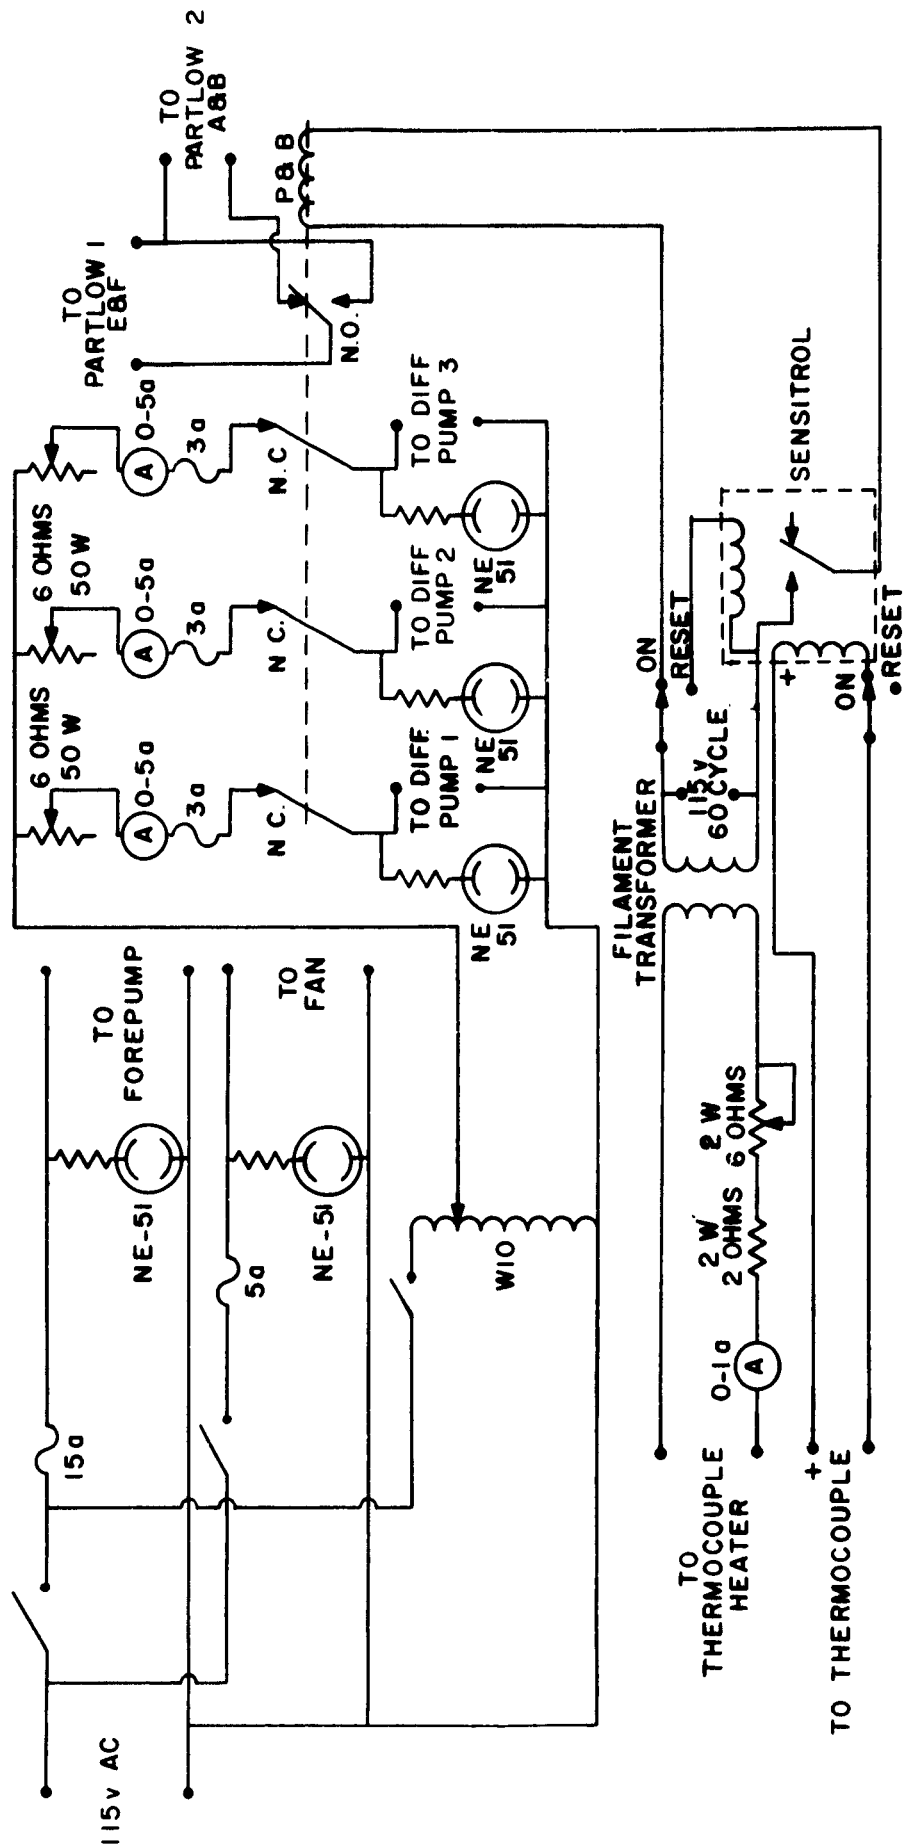 115v AC
15a
5a
NE-51
NE-51
TO
FOREPUMP
TO
FAN
W10
6 OHMS
50 W
6 OHMS
50 W
A
0-5a
A
0-5a
A
0-5a
3a
3a
3a
N.C.
N.C.
N.C
TO DIFF.
PUMP 1
TO DIFF
PUMP 2
TO DIFF
PUMP 3
NE
51
NE
51
NE
51
TO
PARTLOW 1
E&F
TO
PARTLOW 2
A&B
N.O.
P & B
FILAMENT
TRANSFORMER
115v
60 CYCLE
ON
RESET
SENSITROL
+
ON
RESET
TO
THERMOCOUPLE
HEATER
0-1a
A
2 W
2 OHMS
2 W
6 OHMS
+
TO THERMOCOUPLE